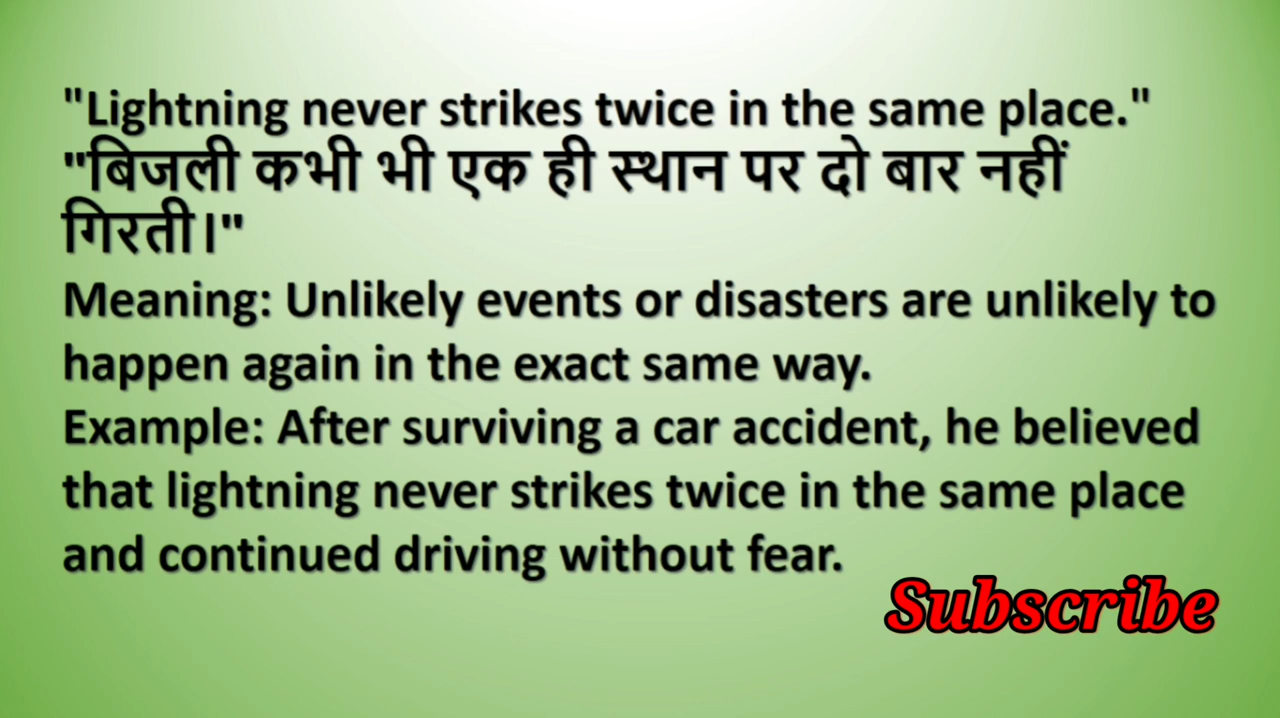 "Lightning never strikes twice in the same place."
"बिजली कभी भी एक ही स्थान पर दो बार नहीं
गिरती।"
Meaning: Unlikely events or disasters are unlikely to
happen again in the exact same way.
Example: After surviving a car accident, he believed
that lightning never strikes twice in the same place
and continued driving without fear.
Subscribe